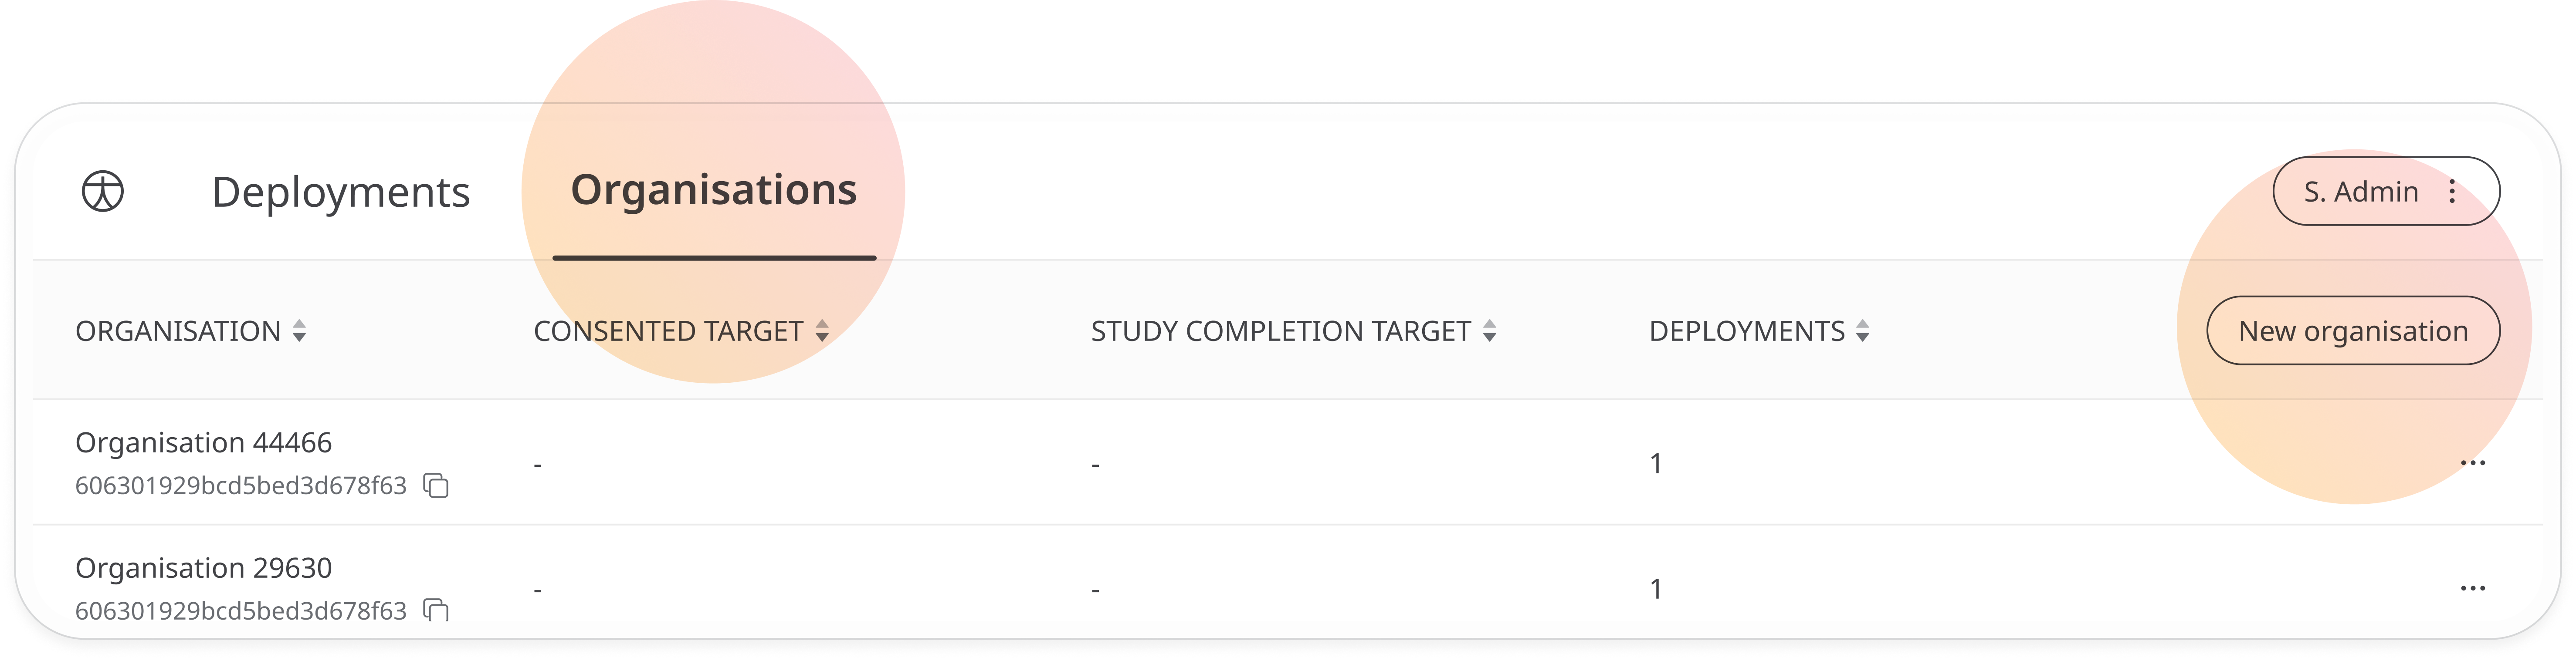 Deployments Organisations S. Admin
ORGANISATION CONSENTED TARGET STUDY COMPLETION TARGET DEPLOYMENTS New organisation
Organisation 44466
606301929bcd5bed3d678f63
- - 1
Organisation 29630
606301929bcd5bed3d678f63
- - 1